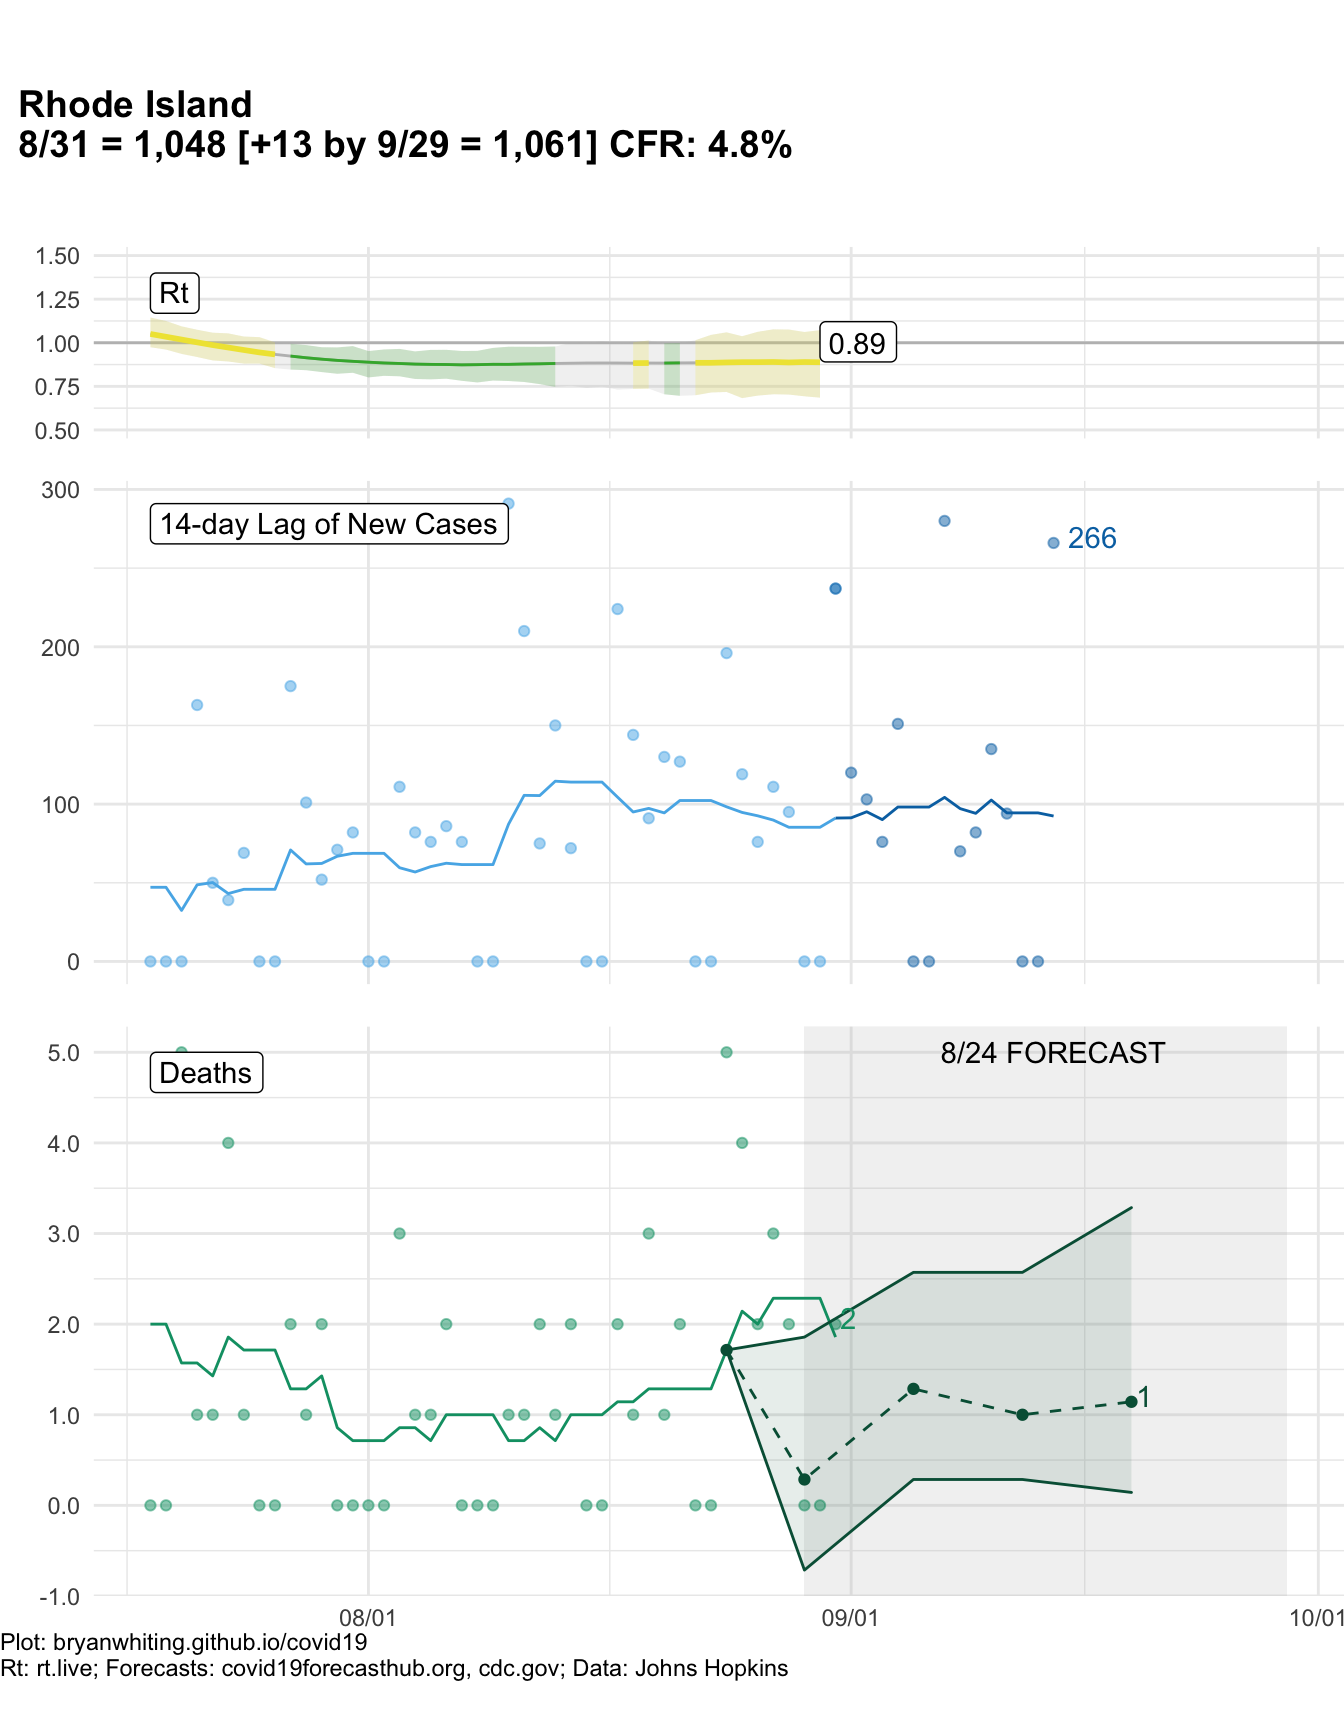 Rhode Island
8/31 = 1,048 [+13 by 9/29 = 1,061] CFR: 4.8%
1.50
Rt
1.25
1.00
0.89
0.75
0.50
300
14-day Lag of New Cases
266
200
100
0
5.0
8/24 FORECAST
Deaths
4.0
3.0
2.0
2
1
1.0
0.0
-1.0
08/01
09/01
10/01
Plot: bryanwhiting.github.io/covid19
Rt: rt.live; Forecasts: covid19forecasthub.org, cdc.gov; Data: Johns Hopkins